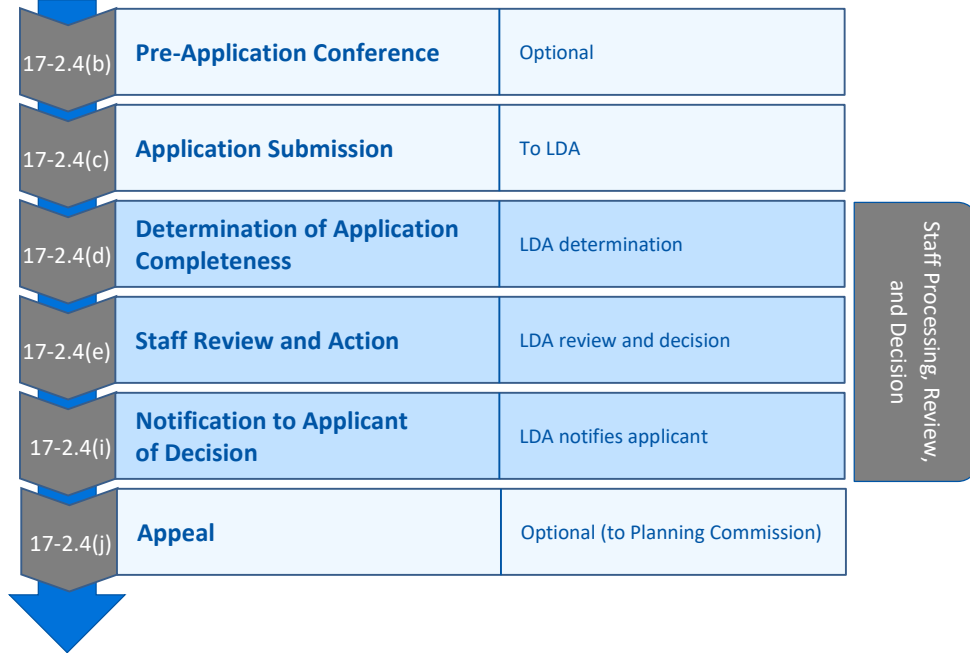 17-2.4(b)
Pre-Application Conference
Optional
17-2.4(c)
Application Submission
To LDA
17-2.4(d)
Determination of Application
Completeness
LDA determination
17-2.4(e)
Staff Review and Action
LDA review and decision
17-2.4(i)
Notification to Applicant
of Decision
LDA notifies applicant
17-2.4(j)
Appeal
Optional (to Planning Commission)
Staff Processing, Review,
and Decision